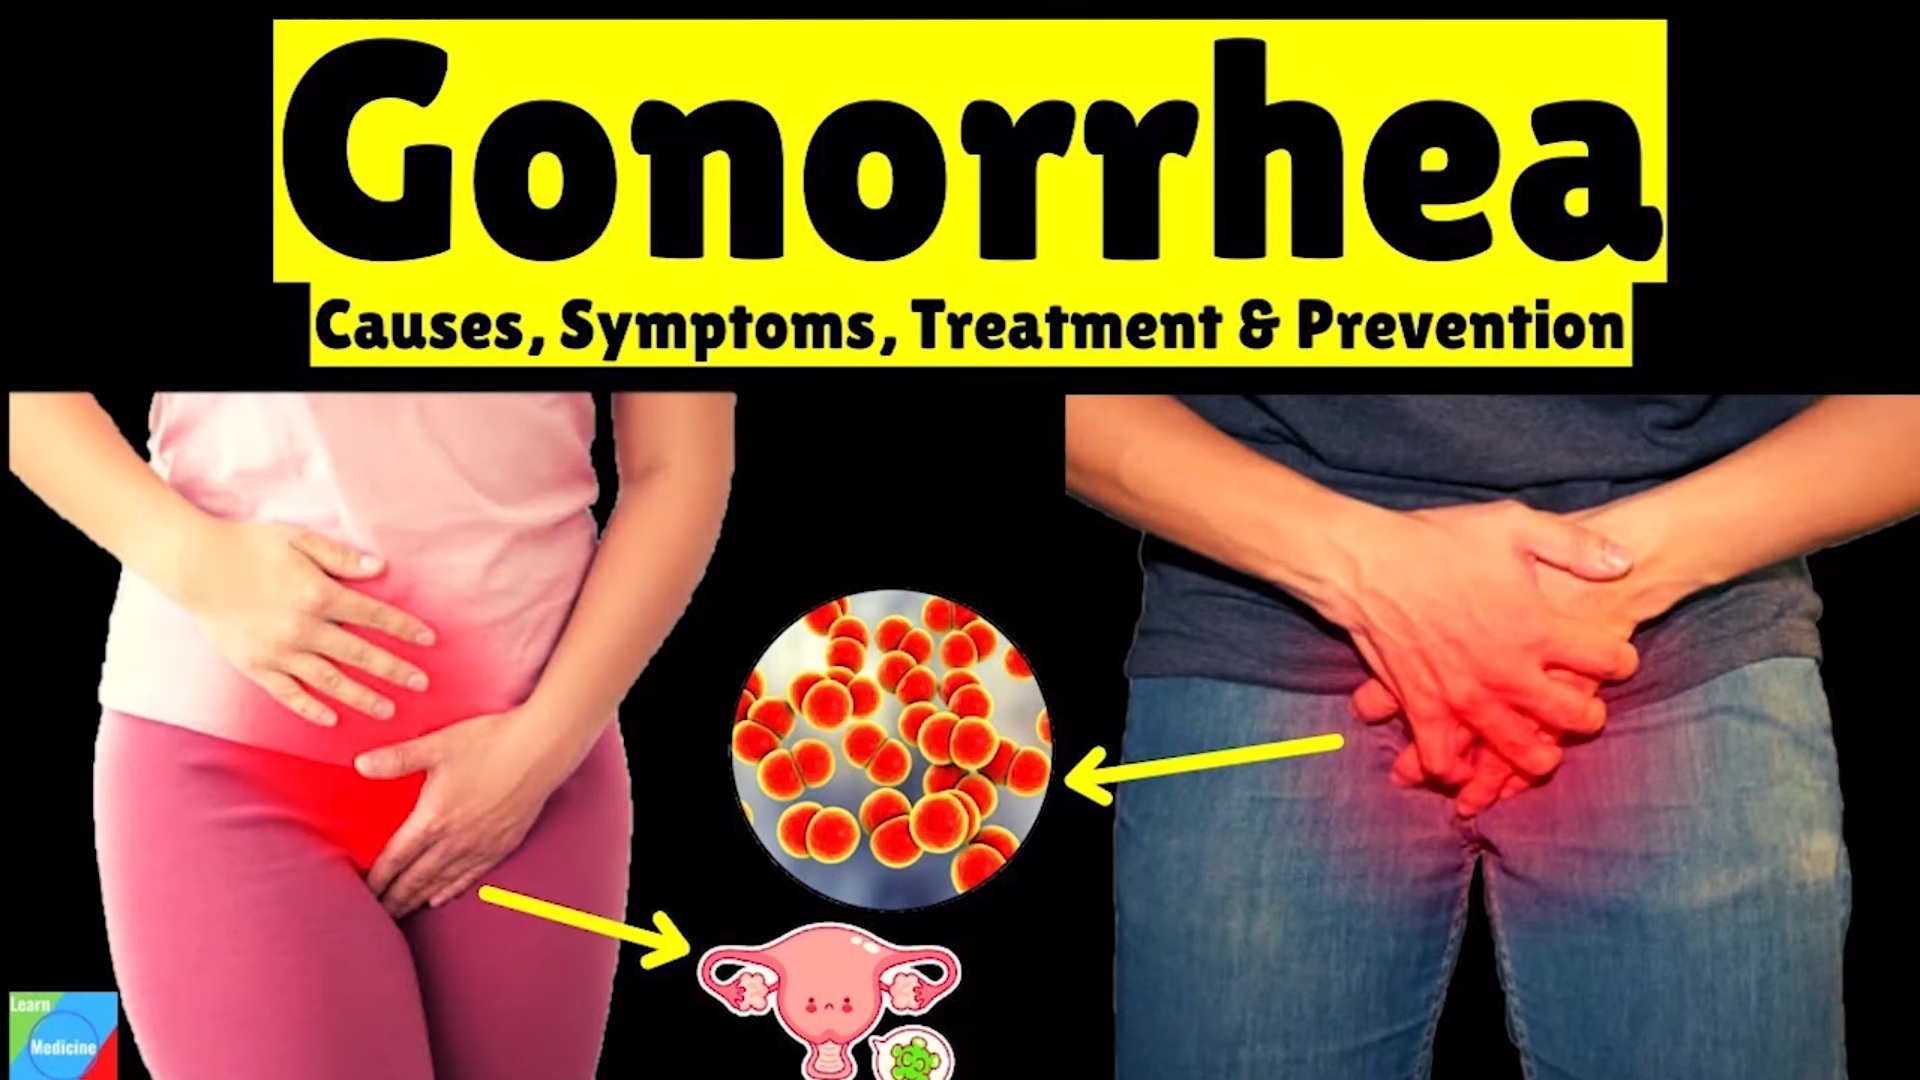 Gonorrhea
Causes, Symptoms, Treatment & Prevention
Learn
Medicine